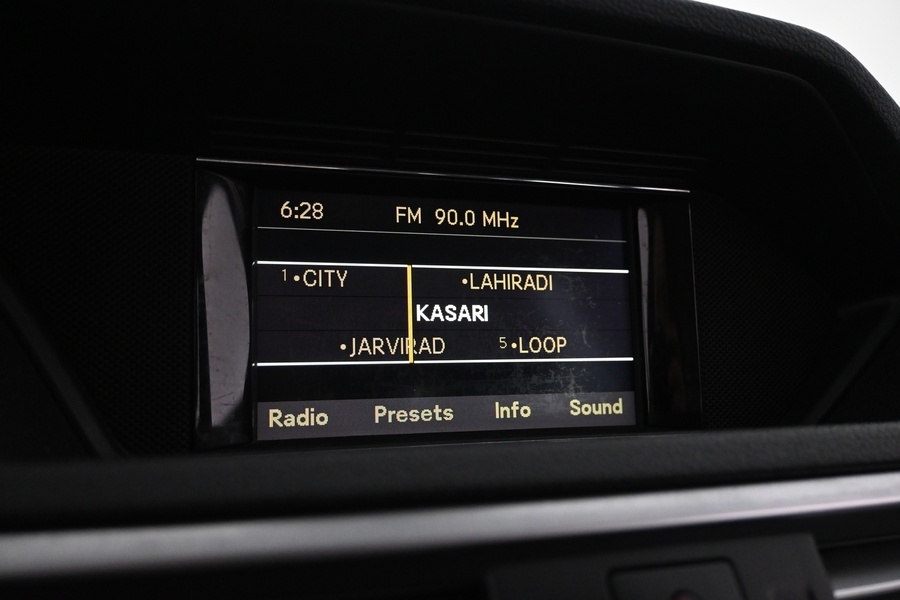 6:28 FM 90.0 MHz
1•CITY •LAHIRADI
KASARI
•JARVIRAD 5•LOOP
Radio Presets Info Sound